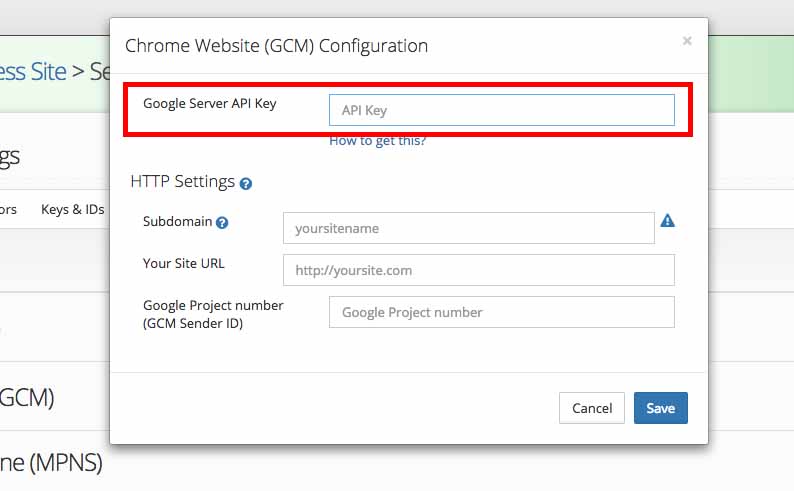 Chrome Website (GCM) Configuration
×
ess Site > Se
Google Server API Key
API Key
How to get this?
gs
HTTP Settings ?
ors Keys & IDs
Subdomain ?
yoursitename
Your Site URL
http://yoursite.com
Google Project number
(GCM Sender ID)
Google Project number
GCM)
Cancel
Save
ne (MPNS)